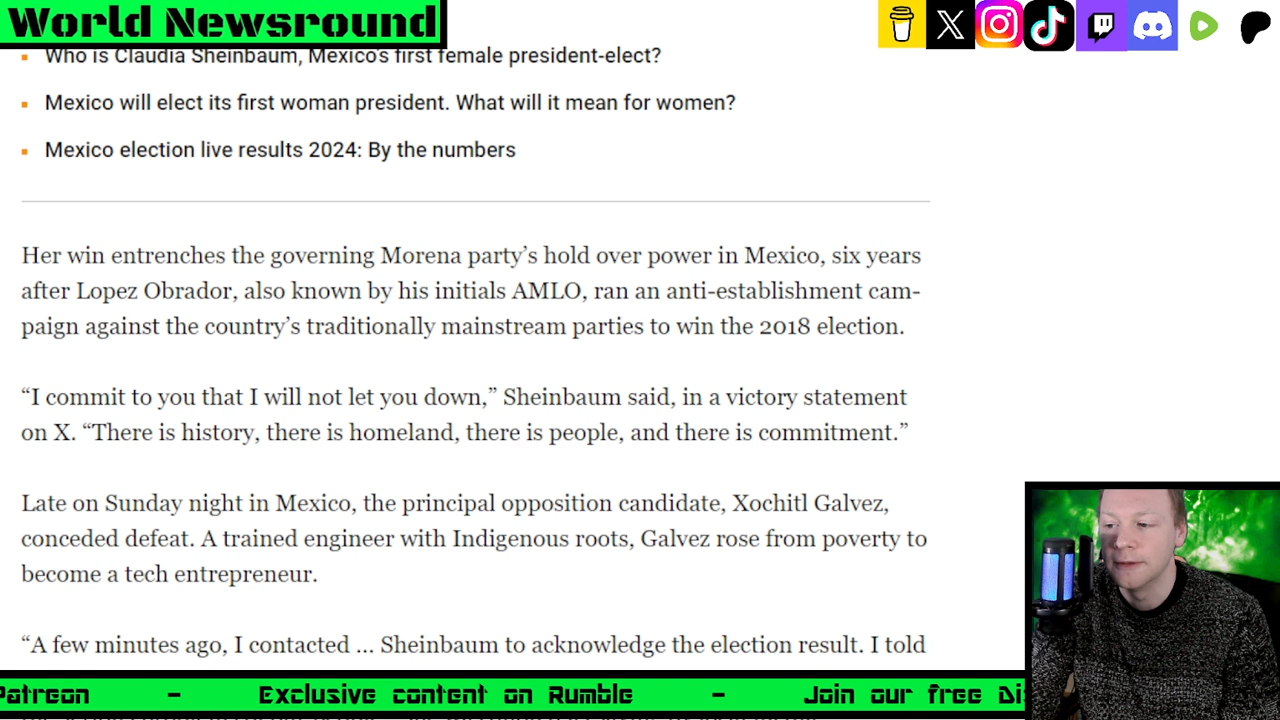 World Newsround
Who is Claudia Sheinbaum, Mexico's first female president-elect?
Mexico will elect its first woman president. What will it mean for women?
Mexico election live results 2024: By the numbers
Her win entrenches the governing Morena party’s hold over power in Mexico, six years
after Lopez Obrador, also known by his initials AMLO, ran an anti-establishment cam-
paign against the country’s traditionally mainstream parties to win the 2018 election.
“I commit to you that I will not let you down,” Sheinbaum said, in a victory statement
on X. “There is history, there is homeland, there is people, and there is commitment.”
Late on Sunday night in Mexico, the principal opposition candidate, Xochitl Galvez,
conceded defeat. A trained engineer with Indigenous roots, Galvez rose from poverty to
become a tech entrepreneur.
“A few minutes ago, I contacted ... Sheinbaum to acknowledge the election result. I told
Patreon - Exclusive content on Rumble - Join our free Di